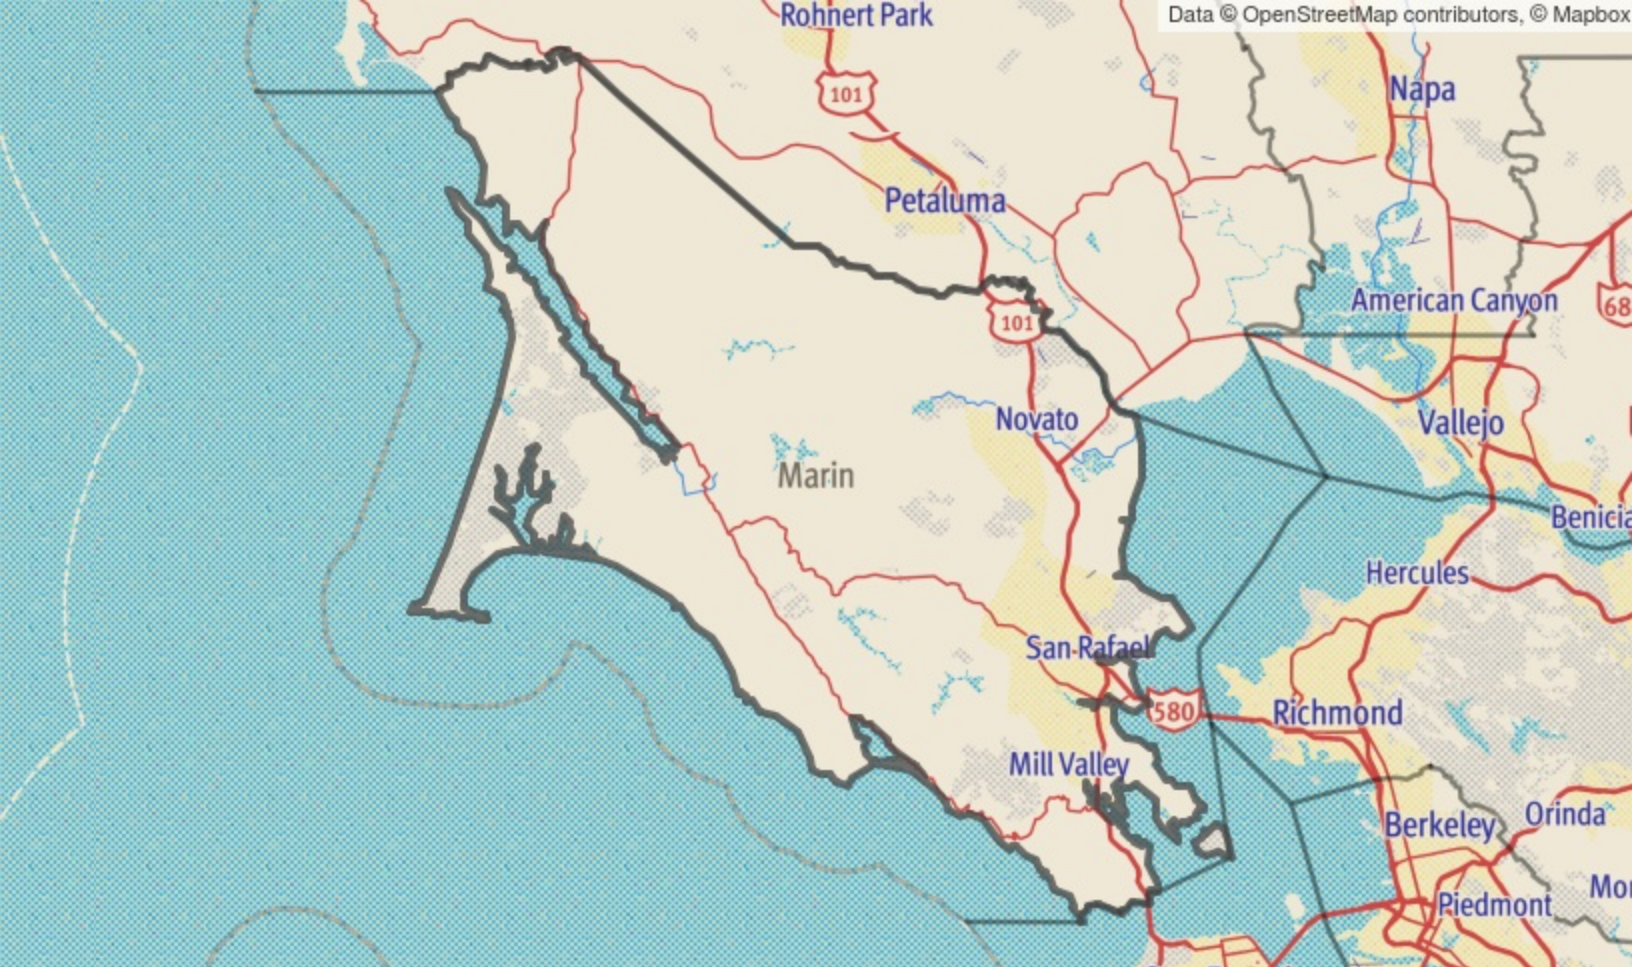 Rohnert Park
Data © OpenStreetMap contributors, © Mapbox
101
Napa
Petaluma
American Canyon
68
101
Novato
Vallejo
Marin
Benicia
Hercules
San Rafael
580
Richmond
Mill Valley
Orinda
Berkeley
Mor
Piedmont